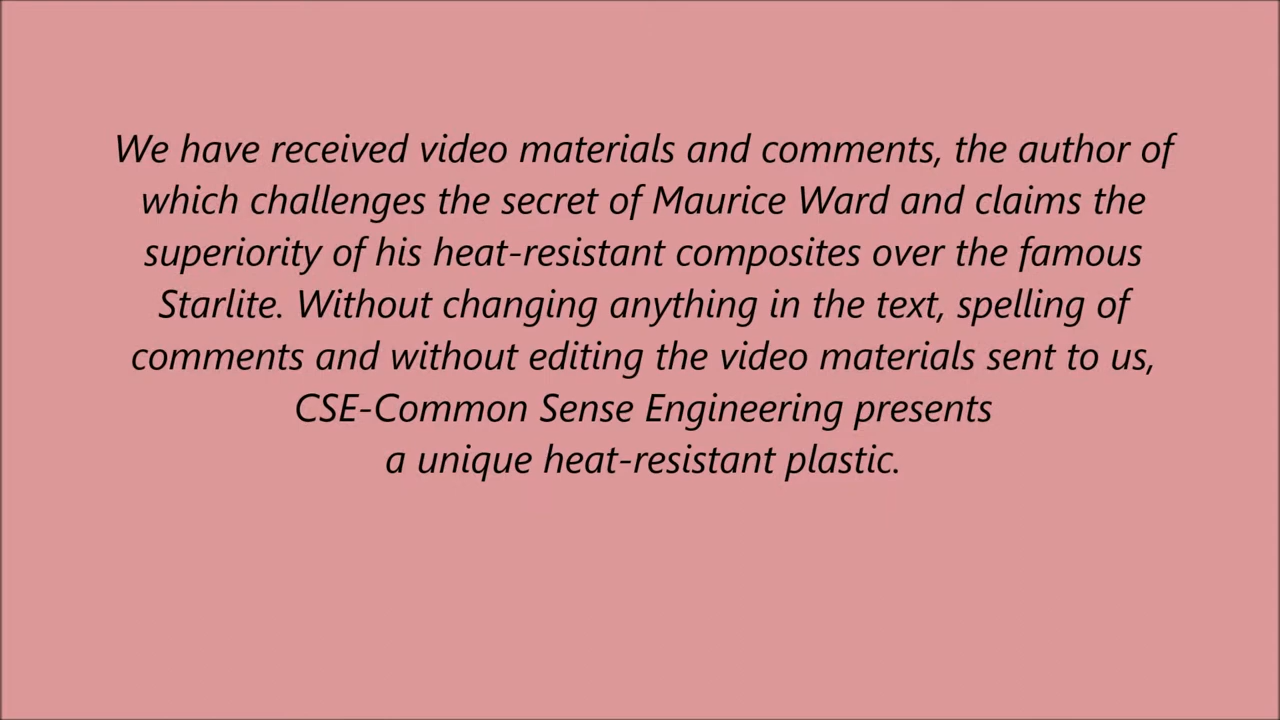 We have received video materials and comments, the author of
which challenges the secret of Maurice Ward and claims the
superiority of his heat-resistant composites over the famous
Starlite. Without changing anything in the text, spelling of
comments and without editing the video materials sent to us,
CSE-Common Sense Engineering presents
a unique heat-resistant plastic.